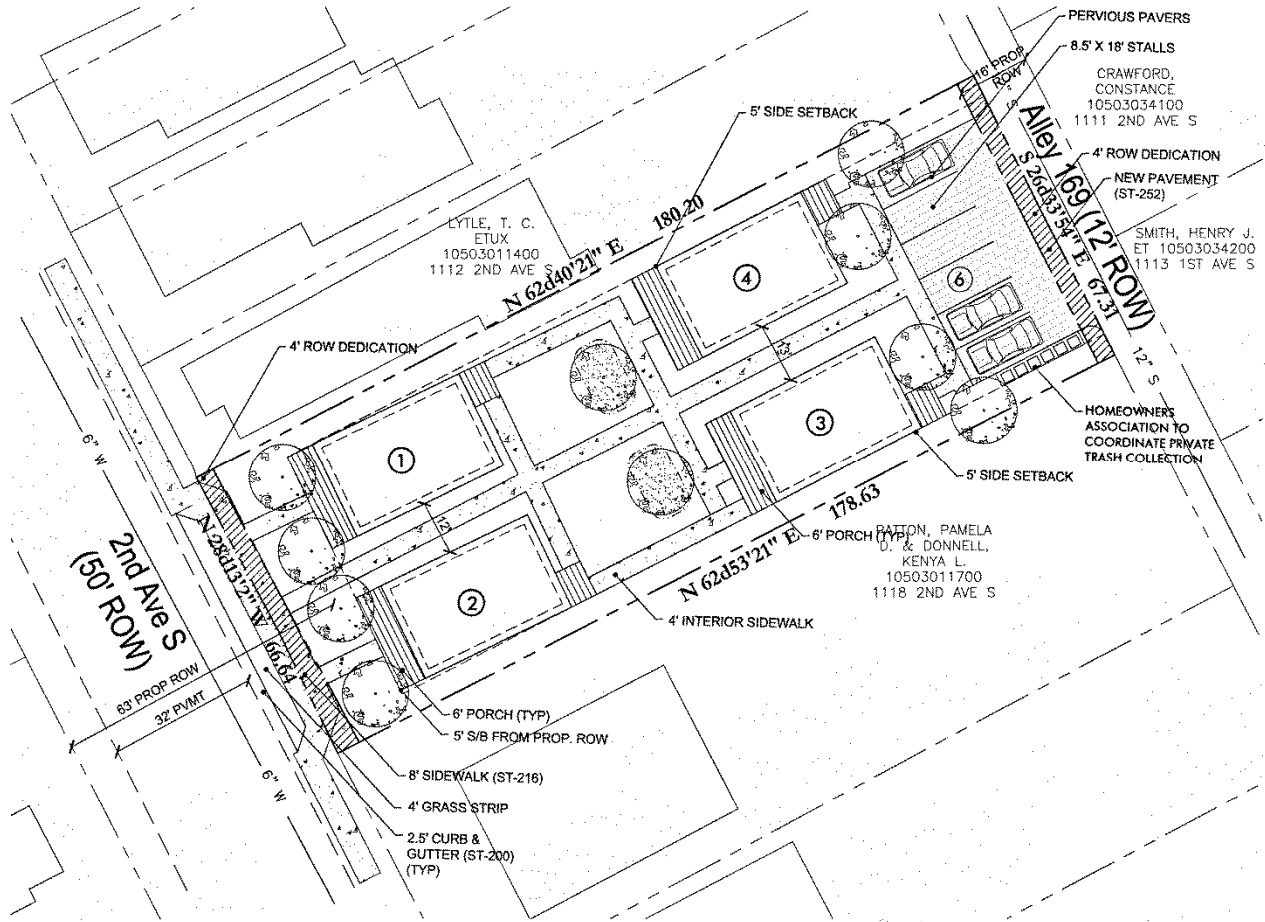 PERVIOUS PAVERS
8.5' X 18' STALLS
16' PROP
ROW
CRAWFORD,
CONSTANCE
10503034100
1111 2ND AVE S
5' SIDE SETBACK
Alley 169 (12' ROW)
S 26d33'54" E 67.31
4' ROW DEDICATION
NEW PAVEMENT
(ST-252)
SMITH, HENRY J.
ET 10503034200
1113 1ST AVE S
LYTLE, T. C.
ETUX
10503011400
1112 2ND AVE S
N 62d40'21" E 180.20
4
6
4' ROW DEDICATION
12" S
6" W
3
HOMEOWNERS
ASSOCIATION TO
COORDINATE PRIVATE
TRASH COLLECTION
1
5' SIDE SETBACK
12'
N 62d53'21" E 178.63
6' PORCH (TYP)
PATTON, PAMELA
D. & DONNELL,
KENYA L.
10503011700
1118 2ND AVE S
2nd Ave S
(50' ROW)
N 28d13'2" W 66.64
2
4' INTERIOR SIDEWALK
63' PROP ROW
32' PVMT
6' PORCH (TYP)
5' S/B FROM PROP. ROW
6" W
8' SIDEWALK (ST-216)
4' GRASS STRIP
2.5' CURB &
GUTTER (ST-200)
(TYP)